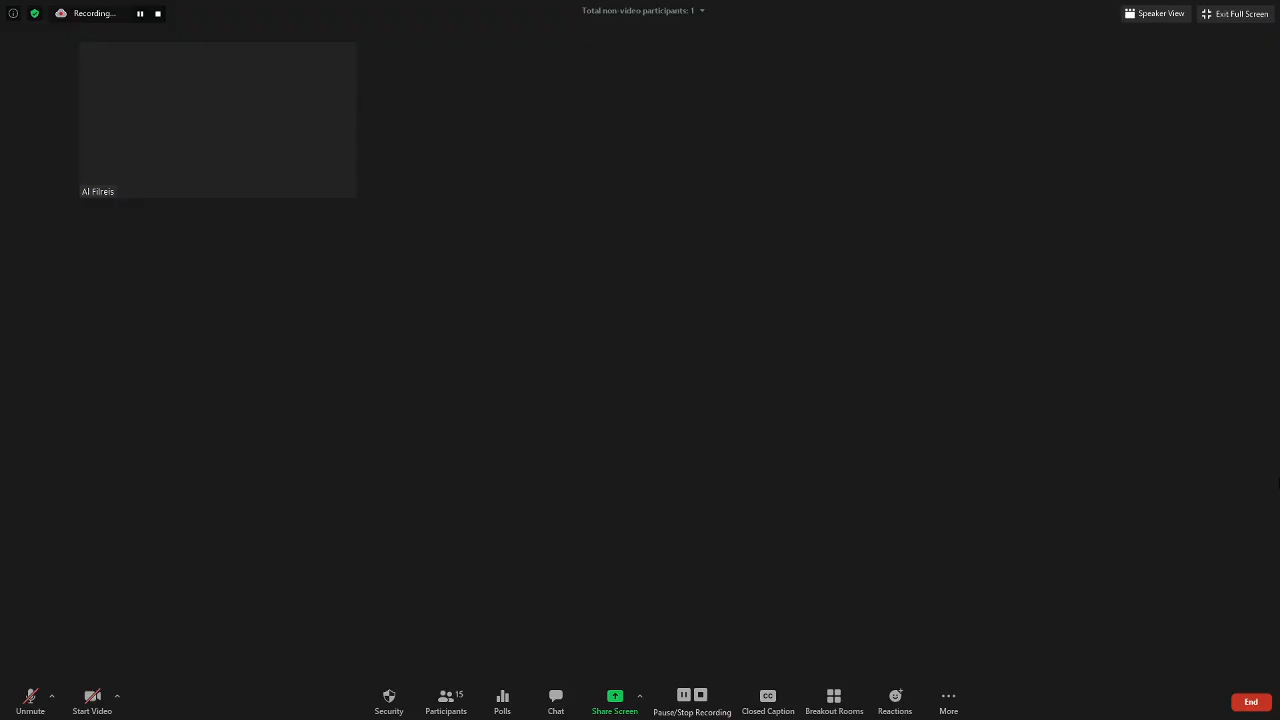 Recording...
Total non-video participants: 1
Speaker View
Exit Full Screen
Al Filreis
Unmute
Start Video
Security
Participants
15
Polls
Chat
Share Screen
Pause/Stop Recording
CC
Closed Caption
Breakout Rooms
Reactions
More
End